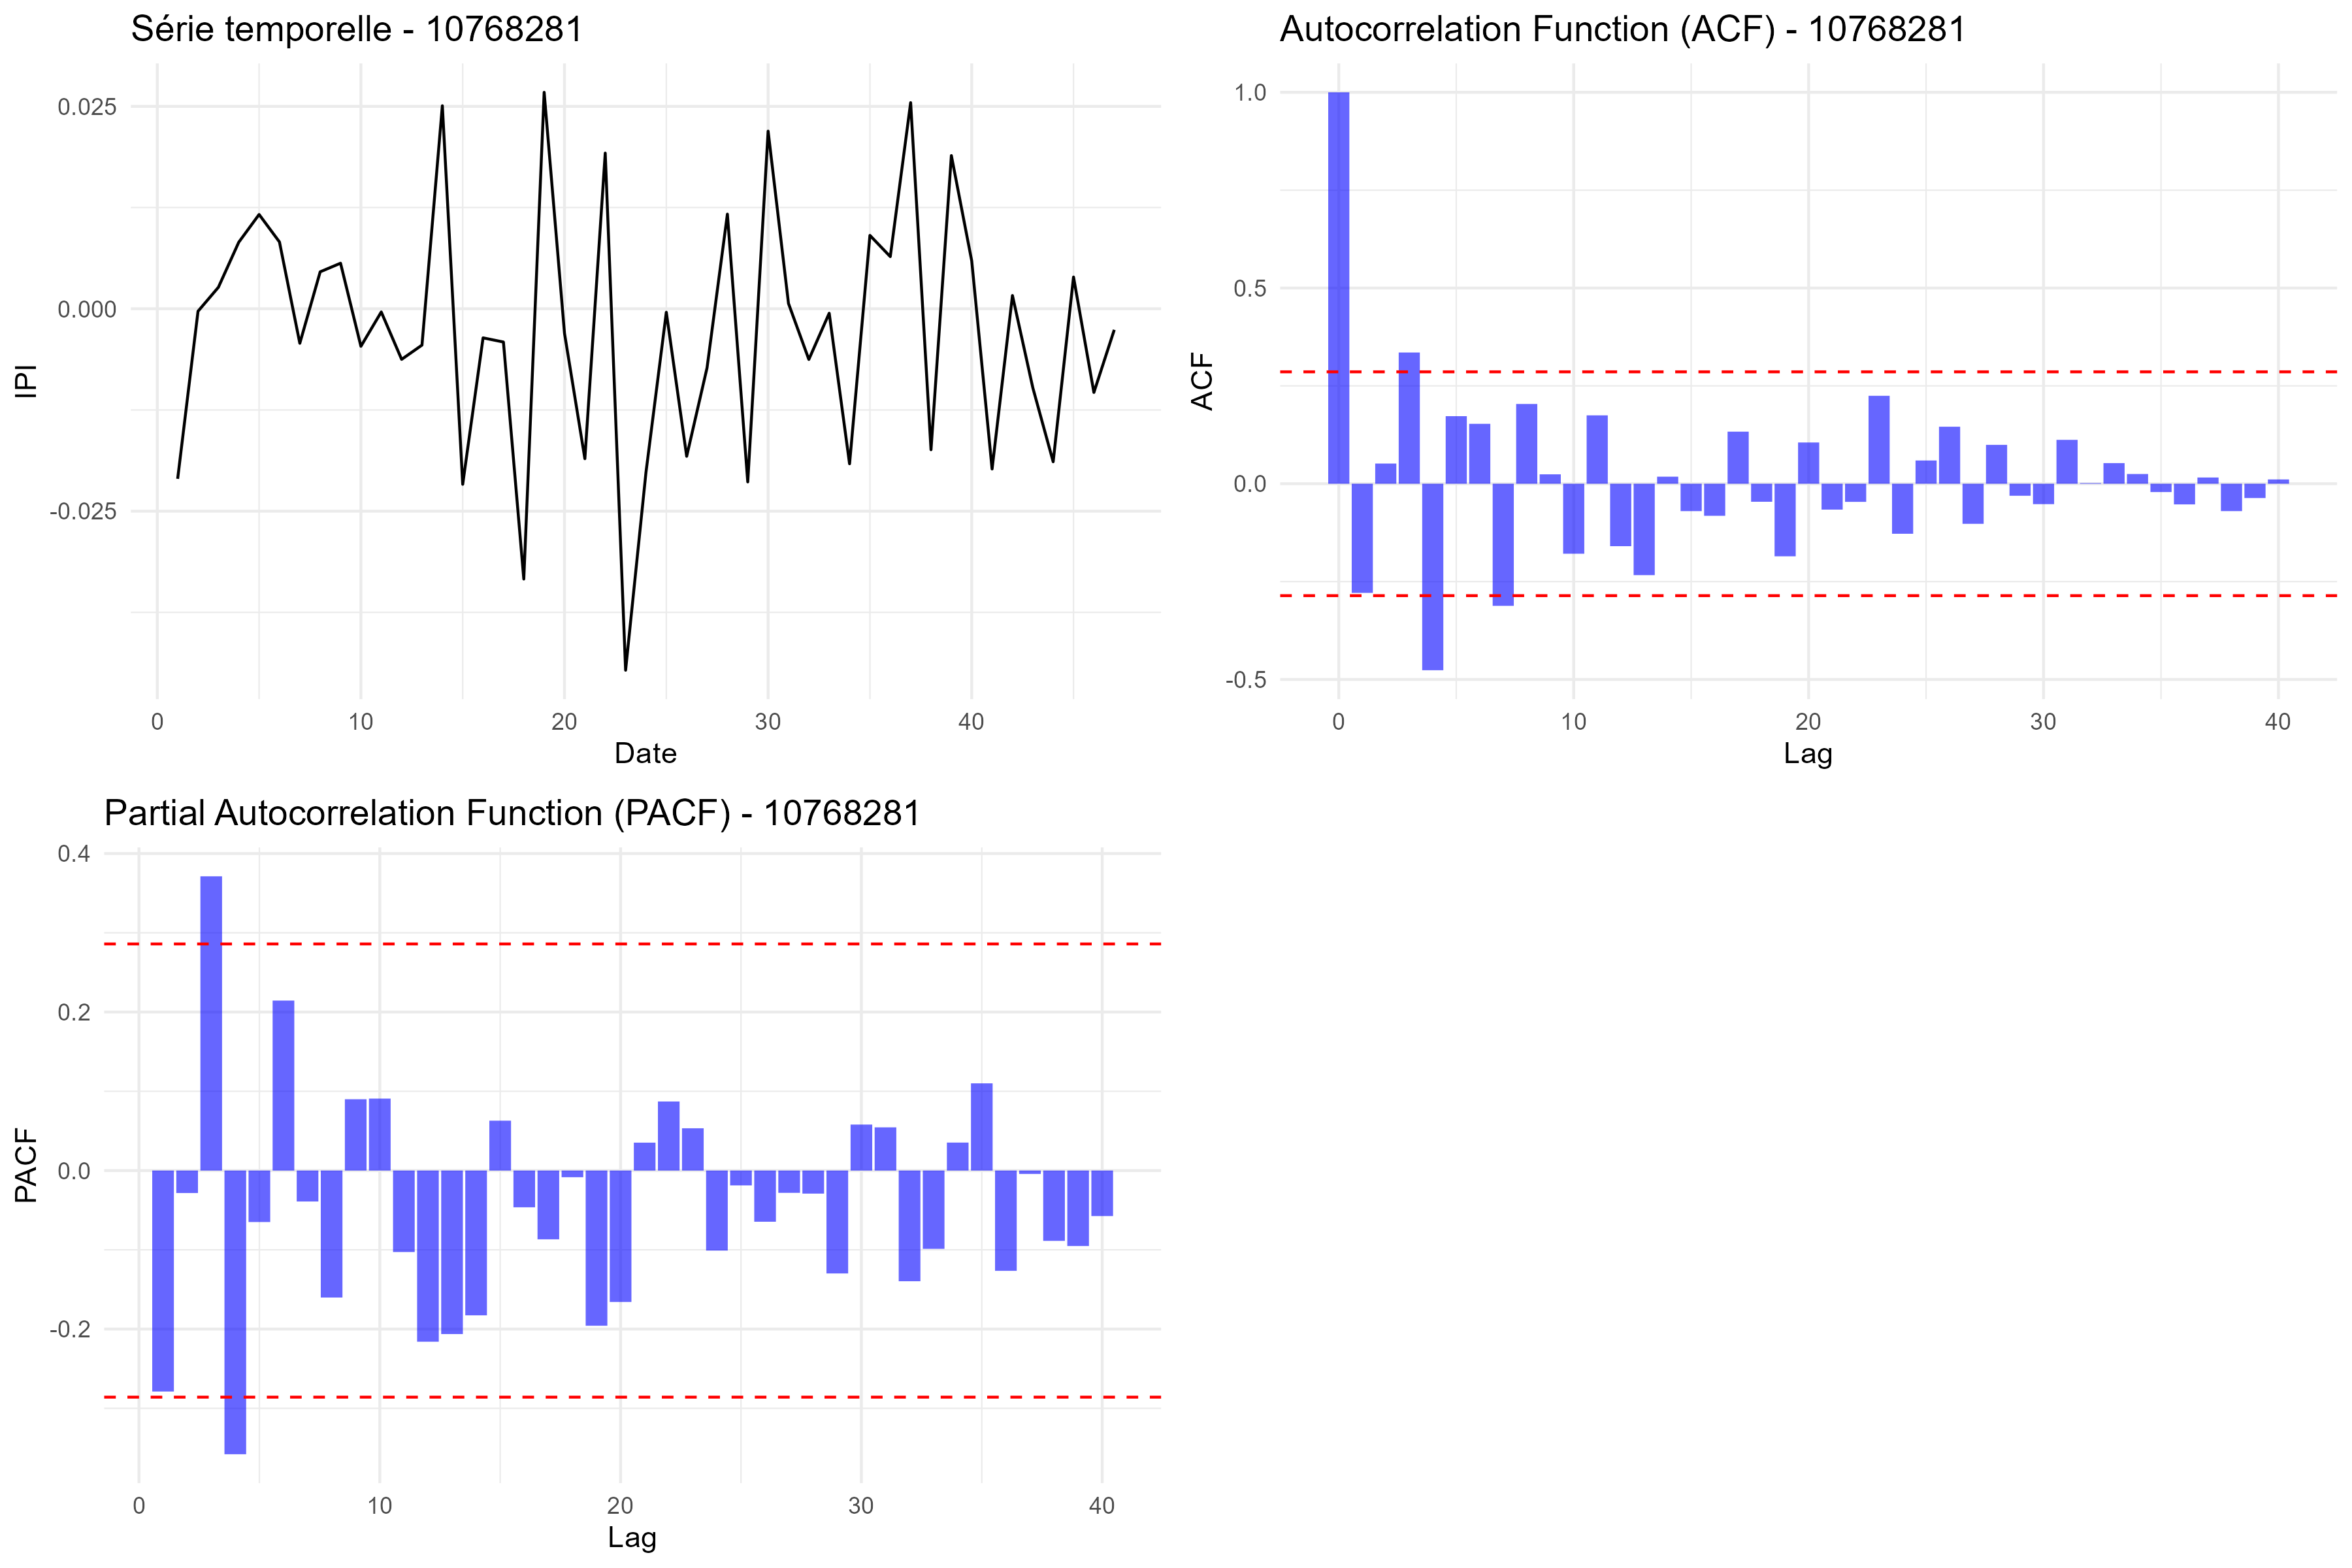 Série temporelle - 10768281
0.025
0.000
-0.025
IPI
0 10 20 30 40
Date
Autocorrelation Function (ACF) - 10768281
1.0
0.5
0.0
-0.5
ACF
0 10 20 30 40
Lag
Partial Autocorrelation Function (PACF) - 10768281
0.4
0.2
0.0
-0.2
PACF
0 10 20 30 40
Lag